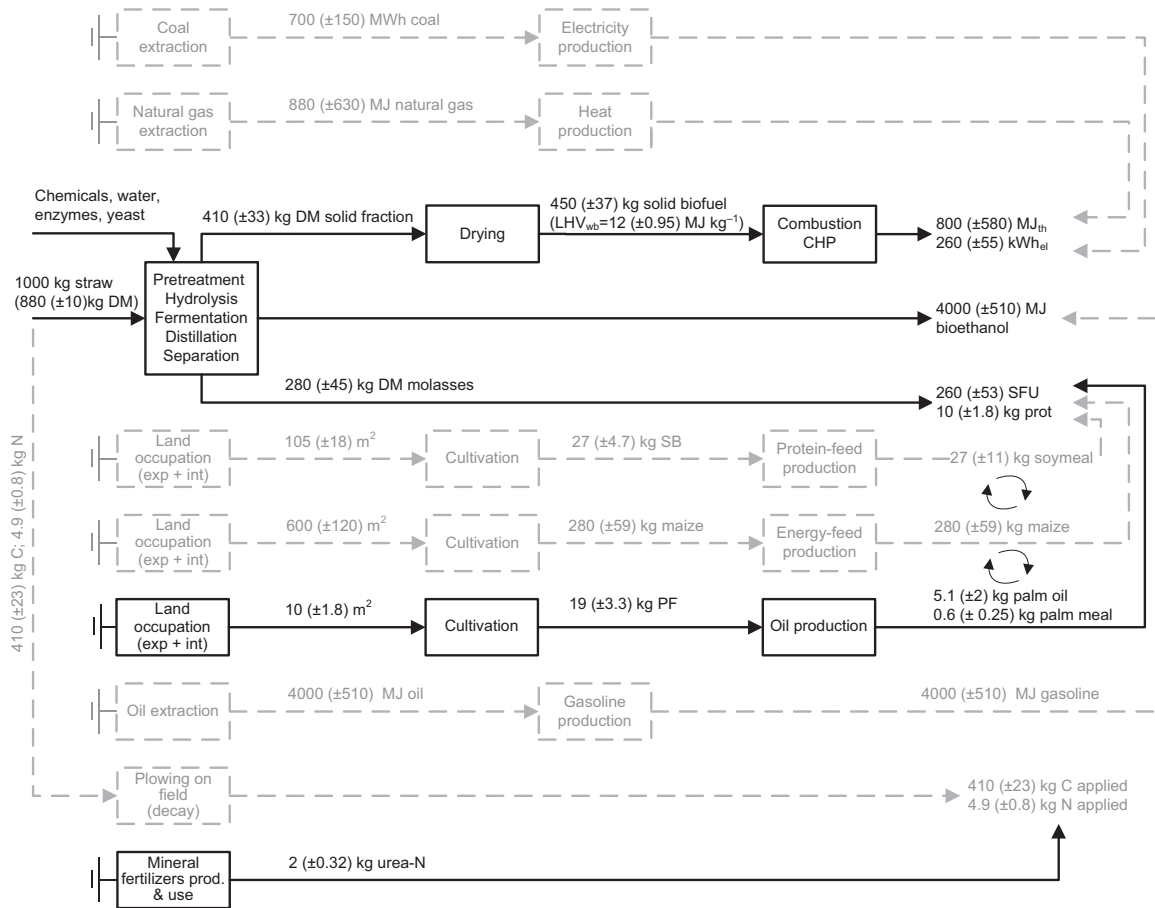 Coal
extraction
700 (±150) MWh coal
Electricity
production
Natural gas
extraction
880 (±630) MJ natural gas
Heat
production
Chemicals, water,
enzymes, yeast
410 (±33) kg DM solid fraction
Drying
450 (±37) kg solid biofuel
(LHVwb=12 (±0.95) MJ kg⁻¹)
Combustion
CHP
800 (±580) MJth
260 (±55) kWhel
1000 kg straw
(880 (±10)kg DM)
Pretreatment
Hydrolysis
Fermentation
Distillation
Separation
4000 (±510) MJ
bioethanol
280 (±45) kg DM molasses
260 (±53) SFU
10 (±1.8) kg prot
410 (±23) kg C; 4.9 (±0.8) kg N
Land
occupation
(exp + int)
105 (±18) m²
Cultivation
27 (±4.7) kg SB
Protein-feed
production
27 (±11) kg soymeal
Land
occupation
(exp + int)
600 (±120) m²
Cultivation
280 (±59) kg maize
Energy-feed
production
280 (±59) kg maize
Land
occupation
(exp + int)
10 (±1.8) m²
Cultivation
19 (±3.3) kg PF
Oil production
5.1 (±2) kg palm oil
0.6 (± 0.25) kg palm meal
Oil extraction
4000 (±510) MJ oil
Gasoline
production
4000 (±510) MJ gasoline
Plowing on
field
(decay)
410 (±23) kg C applied
4.9 (±0.8) kg N applied
Mineral
fertilizers prod.
& use
2 (±0.32) kg urea-N